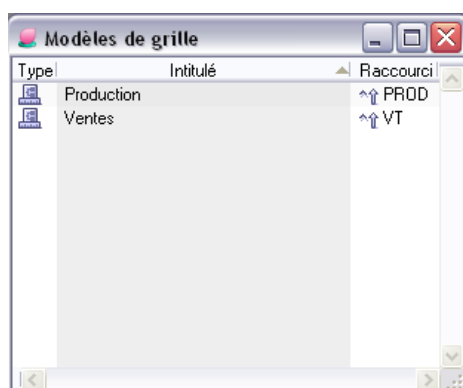 Modèles de grille
Type Intitulé Raccourci
Production ^⇧ PROD
Ventes ^⇧ VT